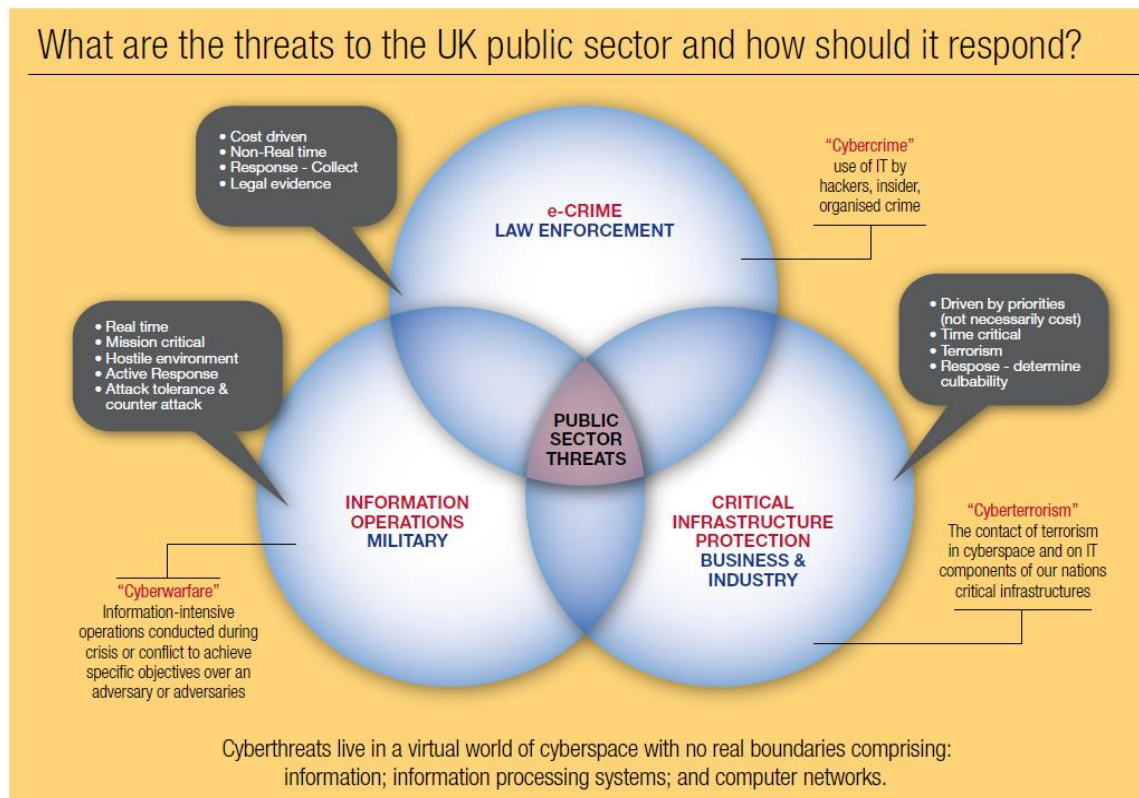 What are the threats to the UK public sector and how should it respond?
• Cost driven
• Non-Real time
• Response - Collect
• Legal evidence
“Cybercrime”
use of IT by
hackers, insider,
organised crime
e-CRIME
LAW ENFORCEMENT
• Real time
• Mission critical
• Hostile environment
• Active Response
• Attack tolerance &
counter attack
• Driven by priorities
(not necessarily cost)
• Time critical
• Terrorism
• Respose - determine
culbability
PUBLIC
SECTOR
THREATS
INFORMATION
OPERATIONS
MILITARY
CRITICAL
INFRASTRUCTURE
PROTECTION
BUSINESS &
INDUSTRY
“Cyberterrorism”
The contact of terrorism
in cyberspace and on IT
components of our nations
critical infrastructures
“Cyberwarfare”
Information-intensive
operations conducted during
crisis or conflict to achieve
specific objectives over an
adversary or adversaries
Cyberthreats live in a virtual world of cyberspace with no real boundaries comprising:
information; information processing systems; and computer networks.